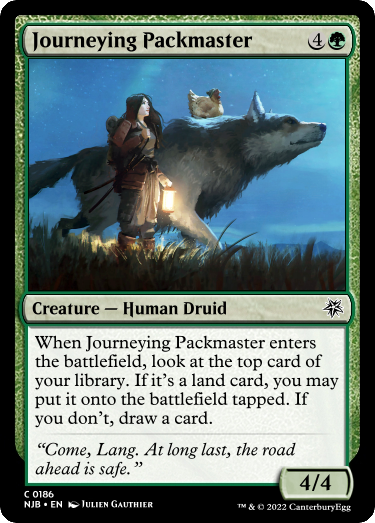 Journeying Packmaster 4
Creature — Human Druid
When Journeying Packmaster enters
the battlefield, look at the top card of
your library. If it's a land card, you may
put it onto the battlefield tapped. If
you don't, draw a card.
“Come, Lang. At long last, the road
ahead is safe.”
4/4
C 0186
NJB • EN Julien Gauthier
™ & © 2022 CanterburyEgg